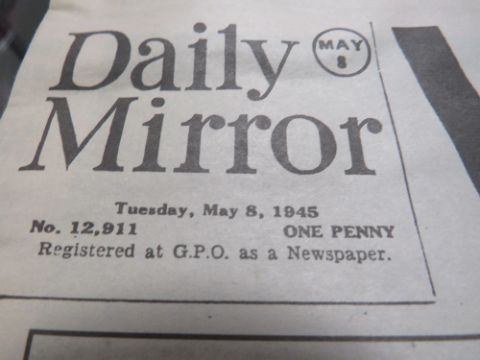 Daily
MAY
8
Mirror
Tuesday, May 8, 1945
No. 12,911 ONE PENNY
Registered at G.P.O. as a Newspaper.